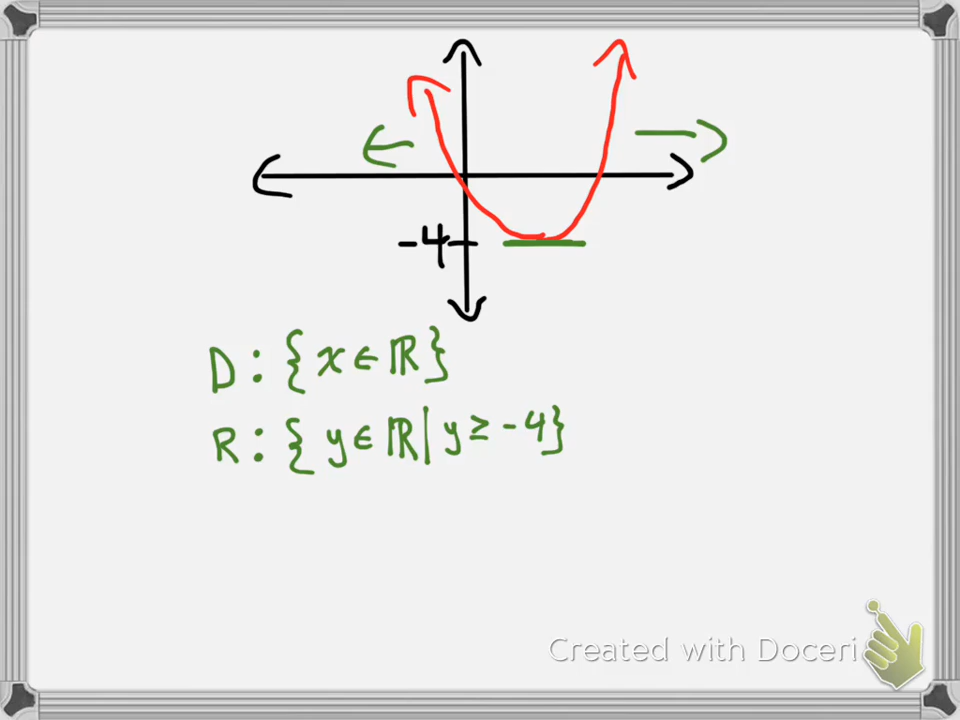 -4
D: {x∈ℝ}
R: {y∈ℝ|y≥-4}
Created with Doceri